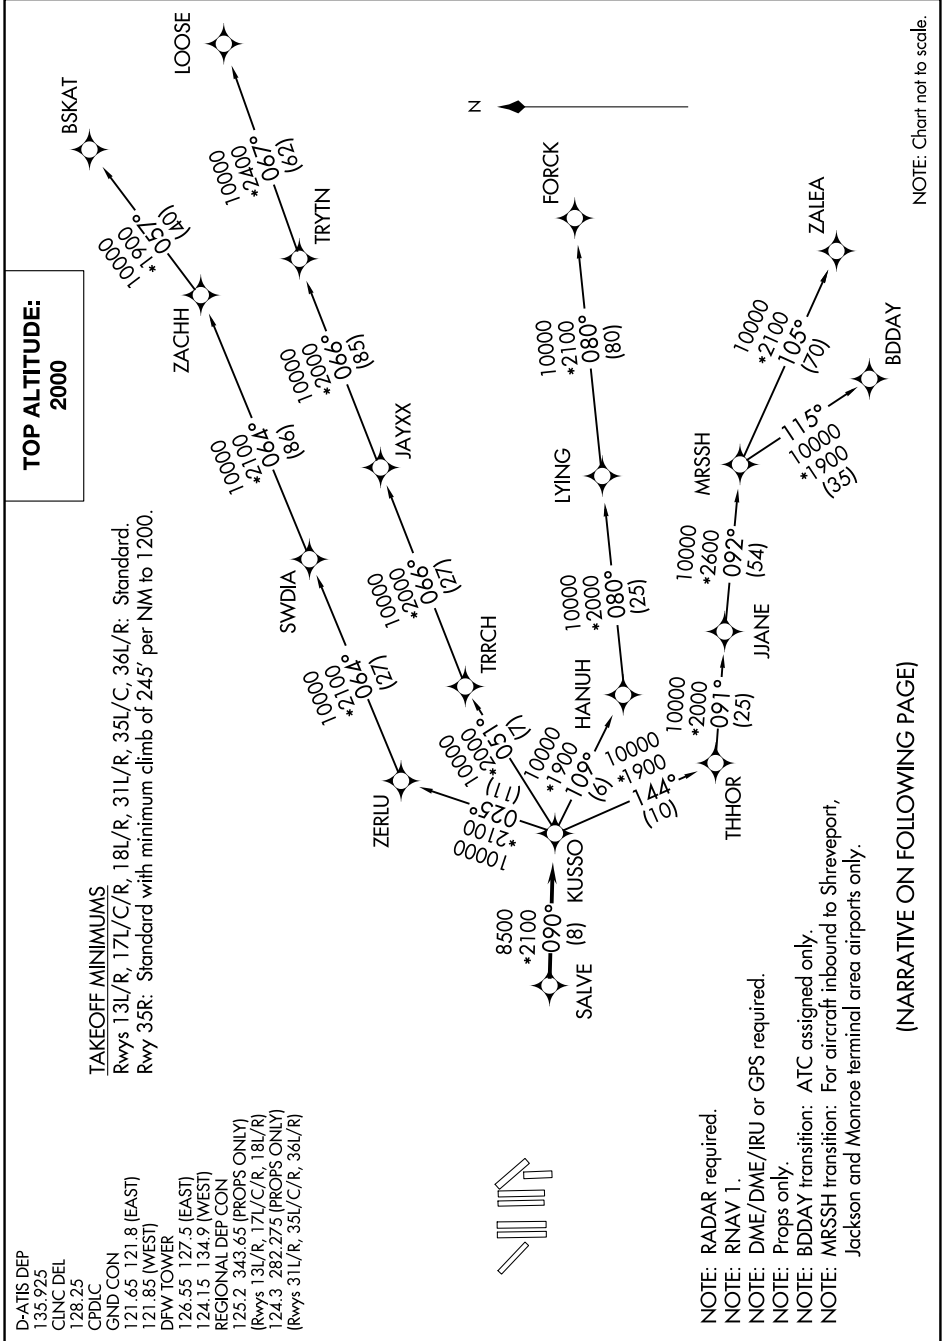 D-ATIS DEP
135.925
CLNC DEL
128.25
CPDLC
GND CON
121.65 121.8 (EAST)
121.85 (WEST)
DFW TOWER
126.55 127.5 (EAST)
124.15 134.9 (WEST)
REGIONAL DEP CON
125.2 343.65 (PROPS ONLY)
(Rwys 13L/R, 17L/C/R, 18L/R)
124.3 282.275 (PROPS ONLY)
(Rwys 31L/R, 35L/C/R, 36L/R)
TAKEOFF MINIMUMS
Rwys 13L/R, 17L/C/R, 18L/R, 31L/R, 35L/C, 36L/R: Standard.
Rwy 35R: Standard with minimum climb of 245' per NM to 1200.
TOP ALTITUDE:
2000
BSKAT
10000
*1900
057°
(40)
ZACHH
10000
*2100
064°
(86)
SWDIA
10000
*2100
064°
(27)
ZERLU
10000
*2100
025°
(11)
LOOSE
10000
*2400
067°
(62)
TRYTN
10000
*2000
066°
(85)
JAYXX
10000
*2000
066°
(27)
TRRCH
10000
*2000
051°
(7)
N
FORCK
10000
*2100
080°
(80)
LYING
10000
*2000
080°
(25)
HANUH
10000
*1900
109°
(6)
SALVE
8500
*2100
090°
(8)
KUSSO
10000
*1900
144°
(10)
THHOR
10000
*2000
091°
(25)
JJANE
10000
*2600
092°
(54)
MRSSH
10000
*2100
105°
(70)
ZALEA
115°
10000
*1900
(35)
BDDAY
NOTE: RADAR required.
NOTE: RNAV 1.
NOTE: DME/DME/IRU or GPS required.
NOTE: Props only.
NOTE: BDDAY transition: ATC assigned only.
NOTE: MRSSH transition: For aircraft inbound to Shreveport,
Jackson and Monroe terminal area airports only.
(NARRATIVE ON FOLLOWING PAGE)
NOTE: Chart not to scale.